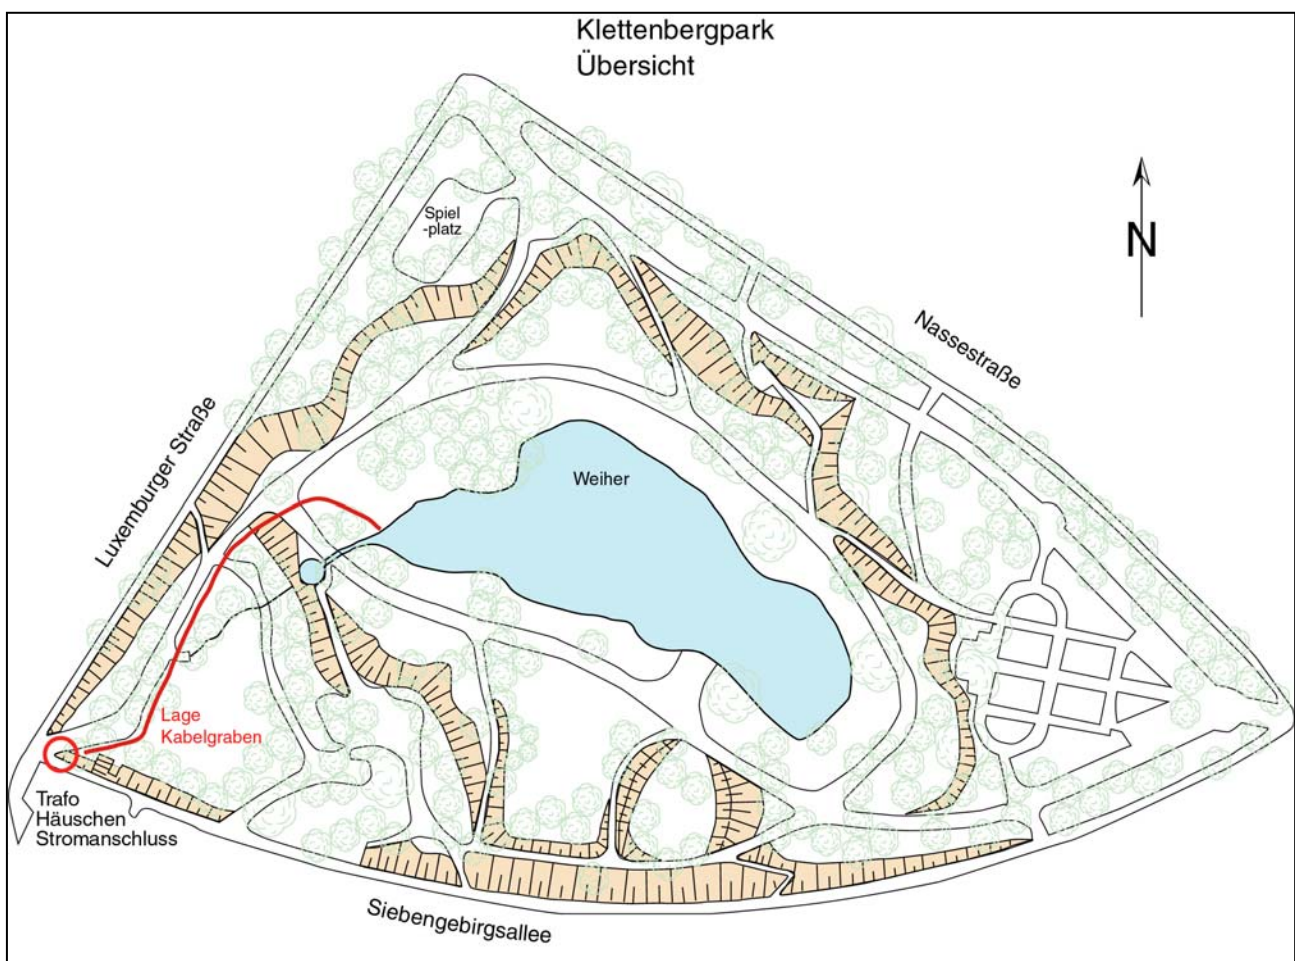 Klettenbergpark
Übersicht
Spiel
-platz
N
Nassestraße
Luxemburger Straße
Weiher
Lage
Kabelgraben
Trafo
Häuschen
Stromanschluss
Siebengebirgsallee